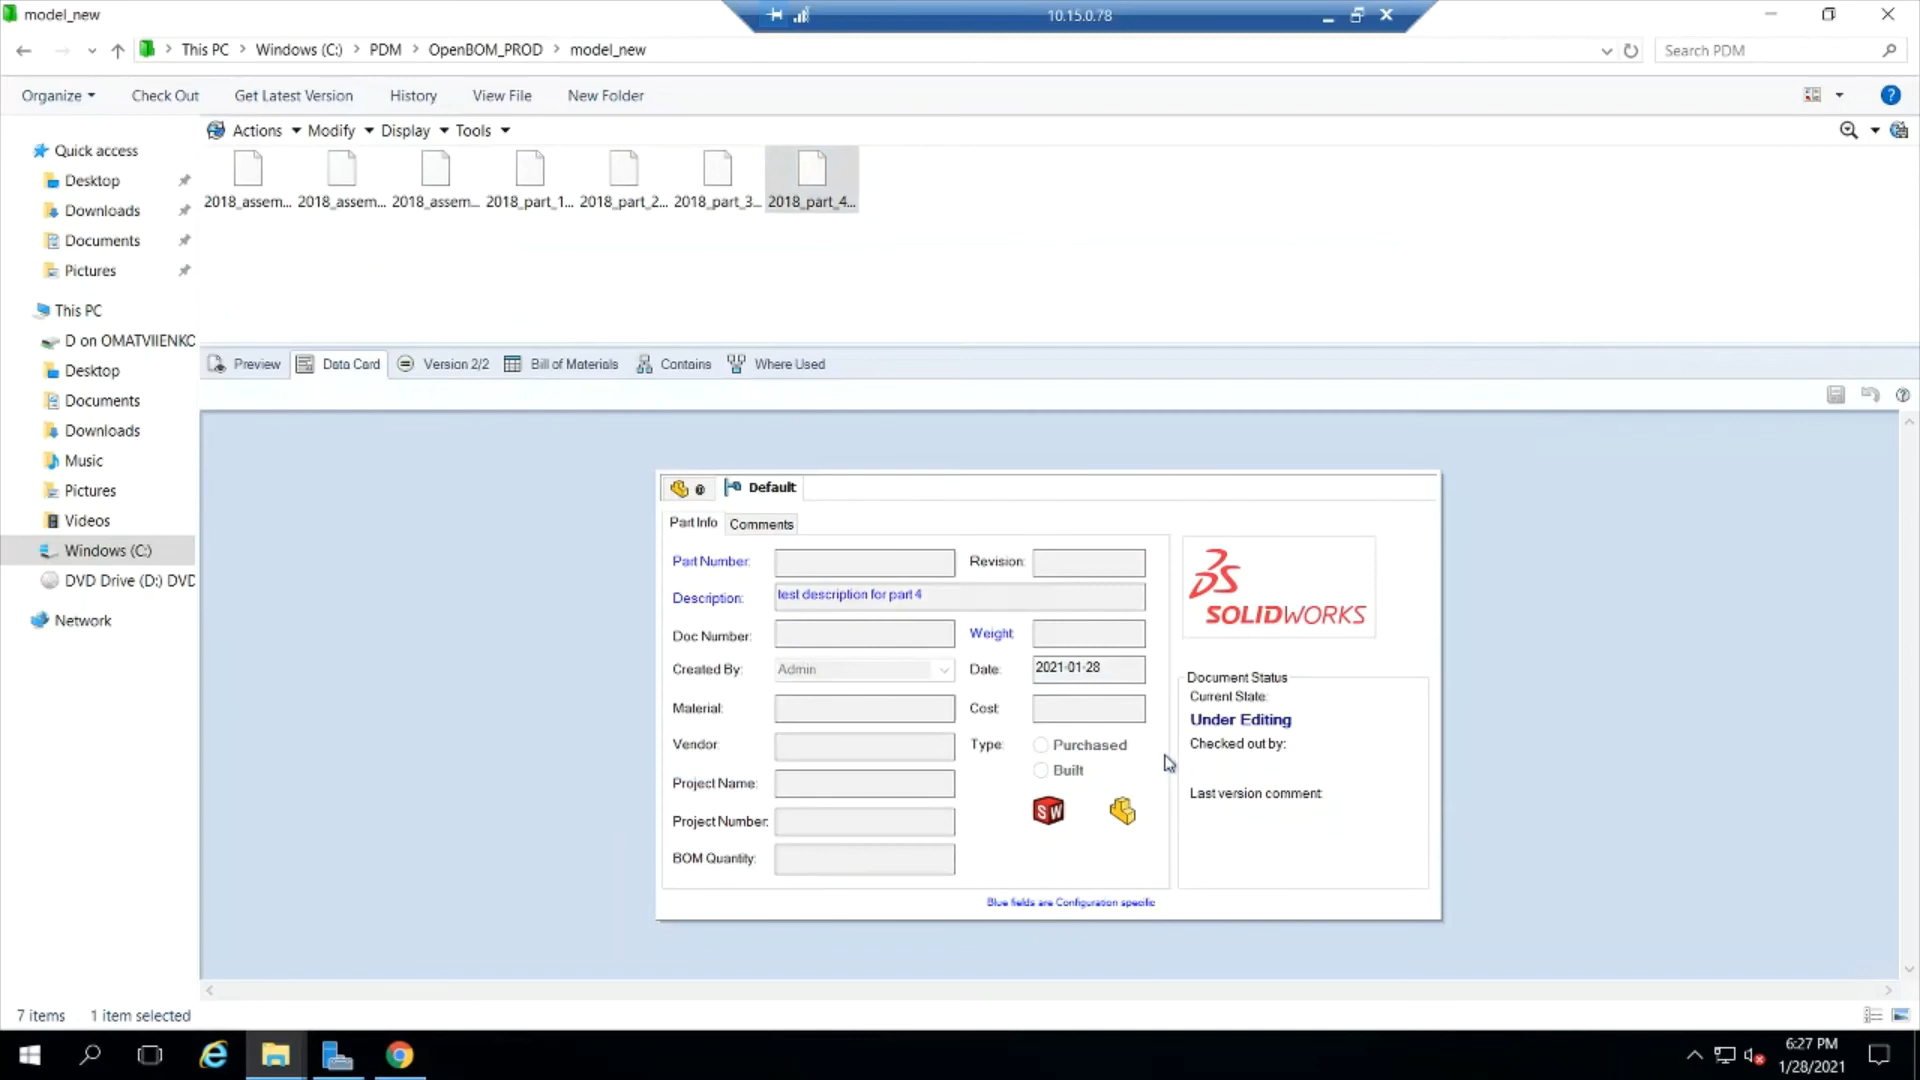 model_new
10.15.0.78
This PC > Windows (C:) > PDM > OpenBOM_PROD > model_new
Search PDM
Organize
Check Out
Get Latest Version
History
View File
New Folder
Actions
Modify
Display
Tools
Quick access
Desktop
Downloads
Documents
Pictures
This PC
D on OMATVIIENKO
Desktop
Documents
Downloads
Music
Pictures
Videos
Windows (C:)
DVD Drive (D:) DVD
Network
2018_assem...
2018_assem...
2018_assem...
2018_part_1...
2018_part_2...
2018_part_3...
2018_part_4...
Preview
Data Card
Version 2/2
Bill of Materials
Contains
Where Used
@
Default
Part Info
Comments
Part Number:
Revision:
Description:
test description for part 4
Doc Number:
Weight:
Created By:
Admin
Date:
2021-01-28
Material:
Cost:
Vendor:
Type:
Purchased
Built
Project Name:
SW
Project Number:
BOM Quantity:
SOLIDWORKS
Document Status
Current State:
Under Editing
Checked out by:
Last version comment:
Blue fields are Configuration specific
7 items
1 item selected
6:27 PM
1/28/2021